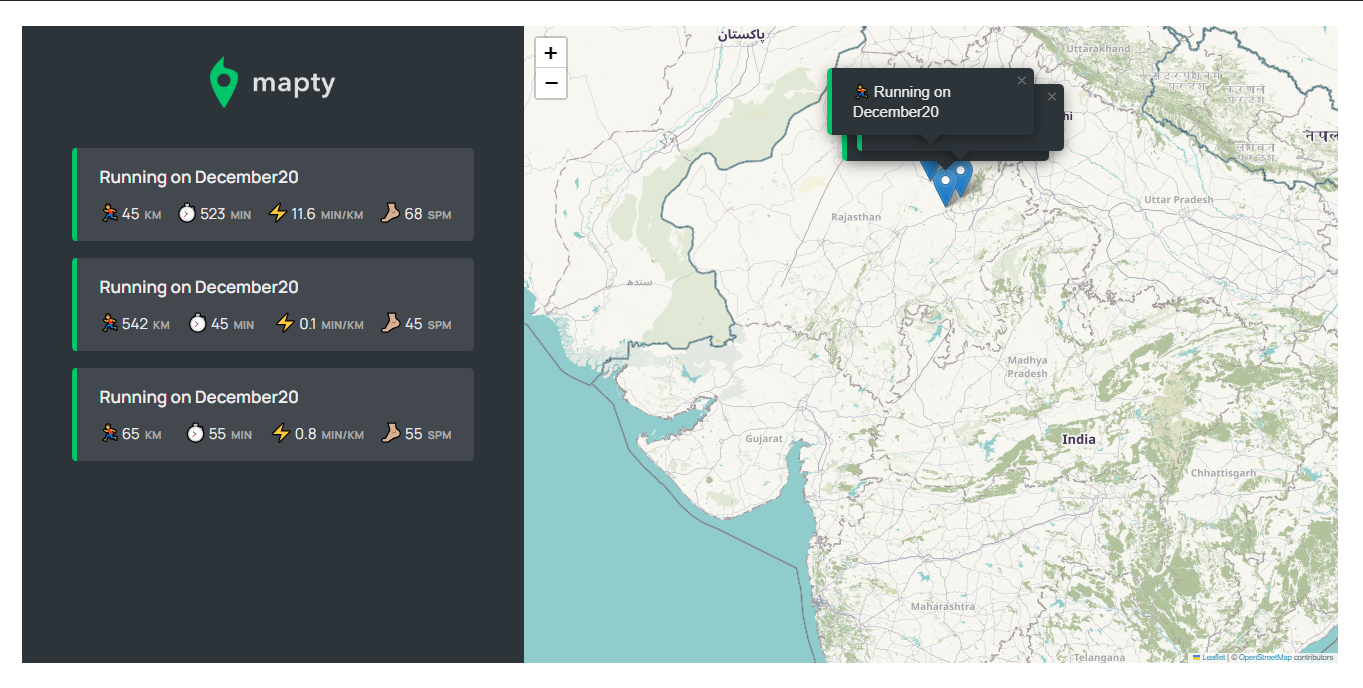 mapty
Running on December20
45 KM 523 MIN 11.6 MIN/KM 68 SPM
Running on December20
542 KM 45 MIN 0.1 MIN/KM 45 SPM
Running on December20
65 KM 55 MIN 0.8 MIN/KM 55 SPM
+
−
پاکستان
Uttarakhand
×
Running on
December20
×
hi
नेपाल
Rajasthan
Uttar Pradesh
سندھ
Madhya
Pradesh
Gujarat
India
Chhattisgarh
Maharashtra
Telangana
Leaflet | © OpenStreetMap contributors